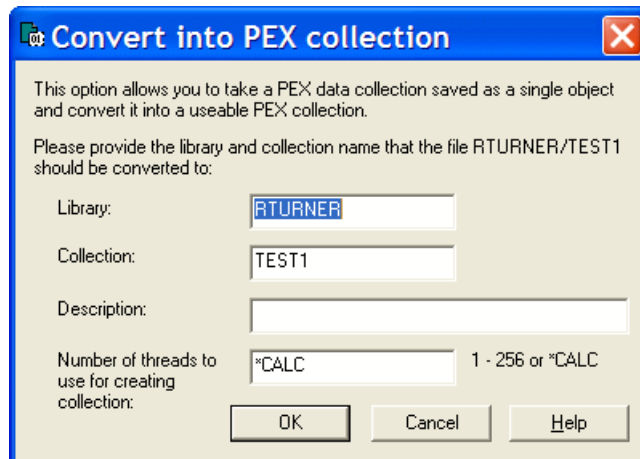 Convert into PEX collection
This option allows you to take a PEX data collection saved as a single object
and convert it into a useable PEX collection.
Please provide the library and collection name that the file RTURNER/TEST1
should be converted to:
Library:
RTURNER
Collection:
TEST1
Description:
Number of threads to
use for creating
collection:
*CALC
1 - 256 or *CALC
OK
Cancel
Help